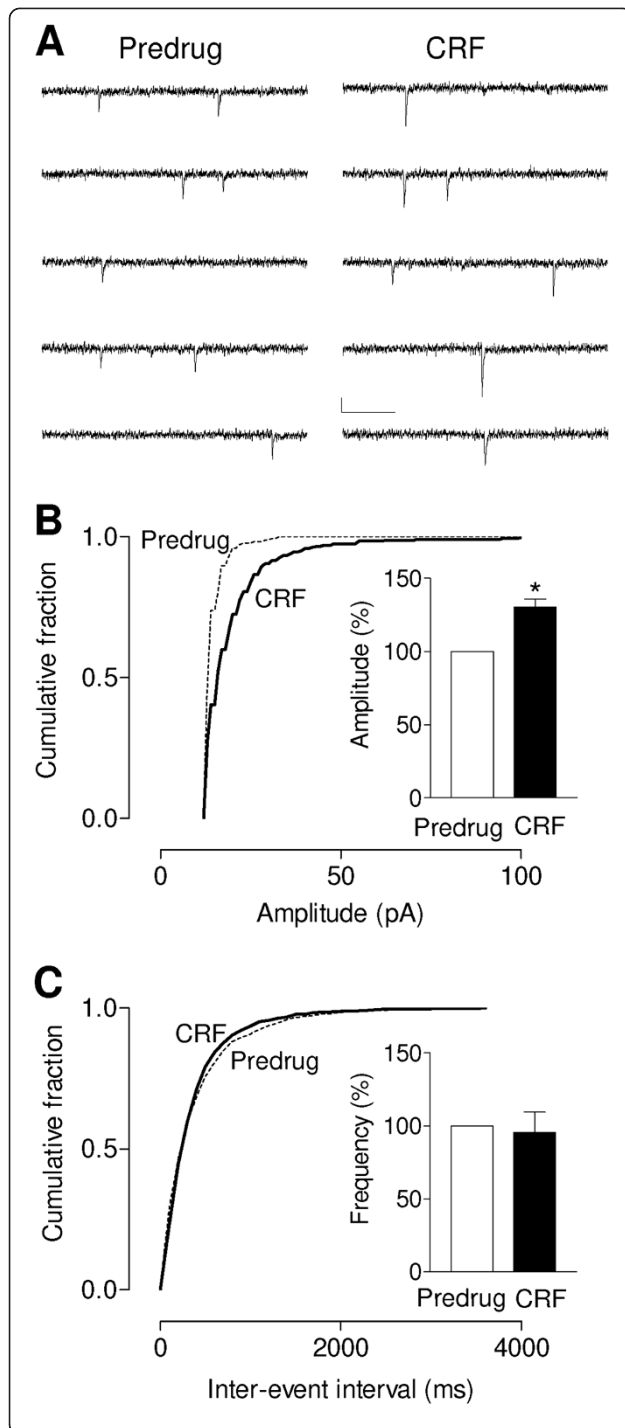 A
Predrug CRF
B
1.0
0.5
0.0
Cumulative fraction
Predrug
CRF
0 50 100
Amplitude (pA)
150
100
50
0
Amplitude (%)
*
Predrug CRF
C
1.0
0.5
0.0
Cumulative fraction
CRF
Predrug
0 2000 4000
Inter-event interval (ms)
150
100
50
0
Frequency (%)
Predrug CRF